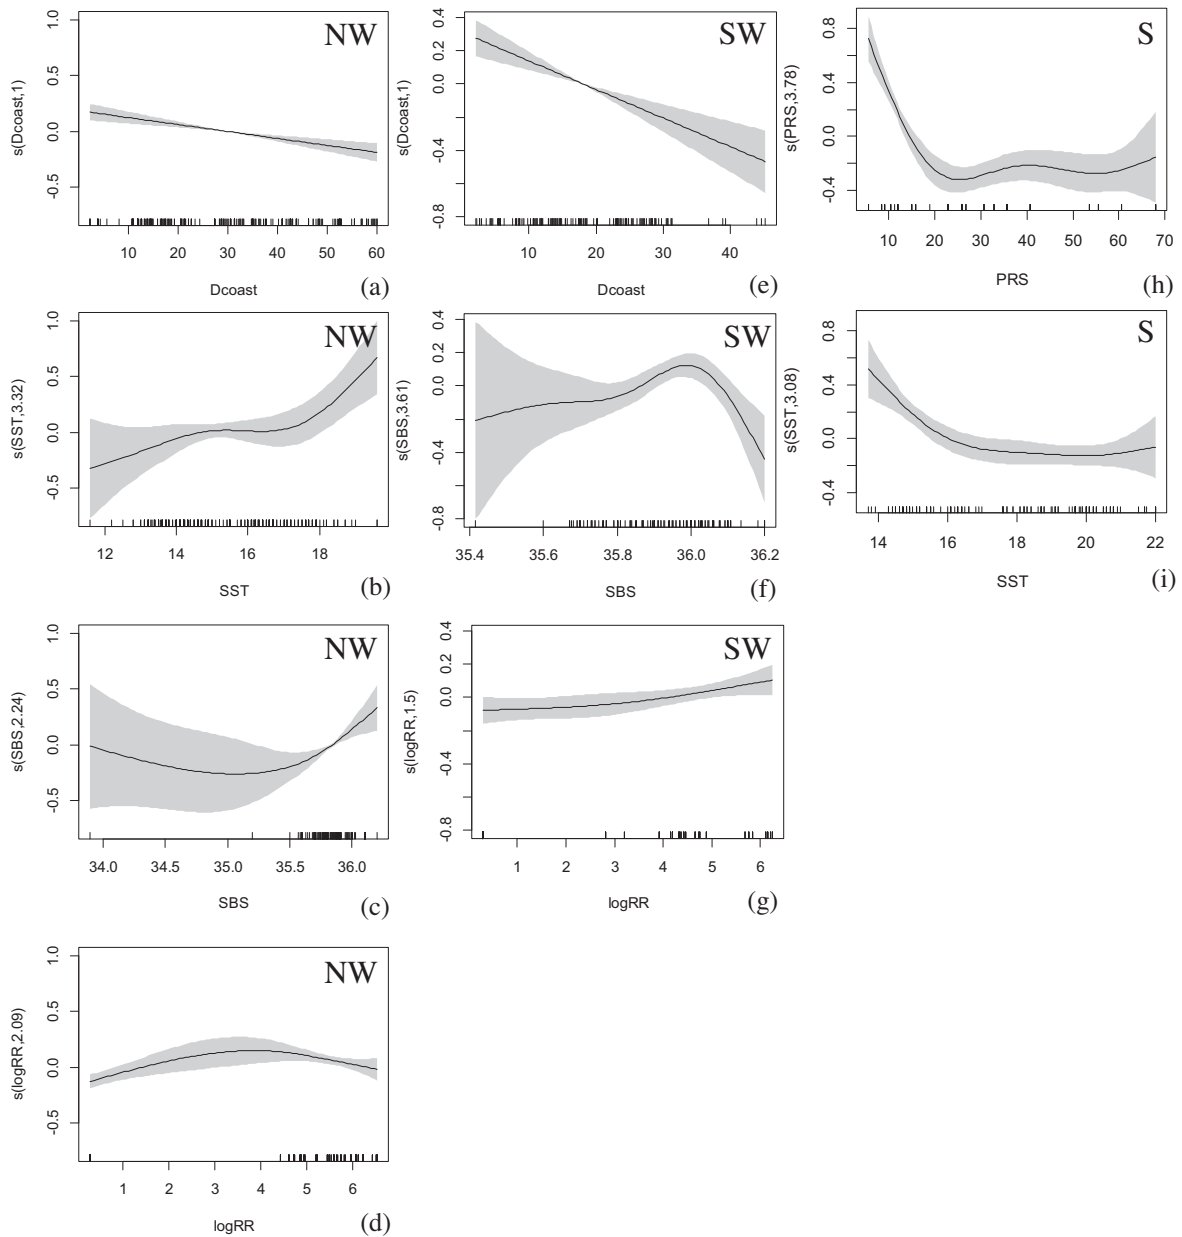 NW
s(Dcoast,1)
1.0
0.5
0.0
-0.5
10 20 30 40 50 60
Dcoast
(a)
SW
s(Dcoast,1)
0.4
0.2
0.0
-0.4
-0.8
10 20 30 40
Dcoast
(e)
S
s(PRS,3.78)
0.8
0.4
0.0
-0.4
10 20 30 40 50 60 70
PRS
(h)
NW
s(SST,3.32)
1.0
0.5
0.0
-0.5
12 14 16 18
SST
(b)
SW
s(SBS,3.61)
0.4
0.2
0.0
-0.4
-0.8
35.4 35.6 35.8 36.0 36.2
SBS
(f)
S
s(SST,3.08)
0.8
0.4
0.0
-0.4
14 16 18 20 22
SST
(i)
NW
s(SBS,2.24)
1.0
0.5
0.0
-0.5
34.0 34.5 35.0 35.5 36.0
SBS
(c)
SW
s(logRR,1.5)
0.4
0.2
0.0
-0.4
-0.8
1 2 3 4 5 6
logRR
(g)
NW
s(logRR,2.09)
1.0
0.5
0.0
-0.5
1 2 3 4 5 6
logRR
(d)